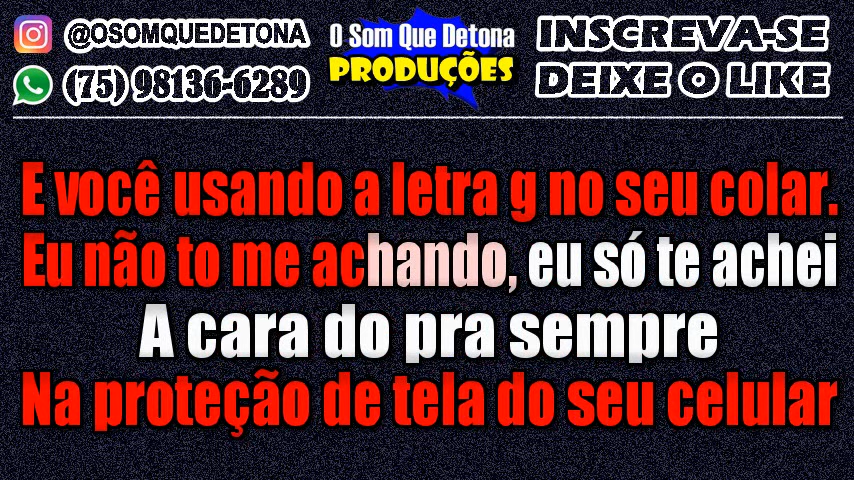 @OSOMQUEDETONA
(75) 98136-6289
O Som Que Detona
PRODUÇÕES
INSCREVA-SE
DEIXE O LIKE
E você usando a letra g no seu colar.
Eu não to me achando, eu só te achei
A cara do pra sempre
Na proteção de tela do seu celular